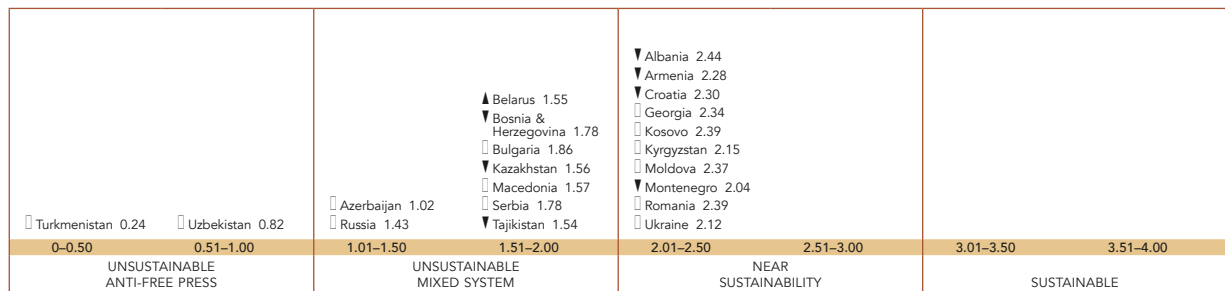 Turkmenistan 0.24
Uzbekistan 0.82
Azerbaijan 1.02
Russia 1.43
▲ Belarus 1.55
▼ Bosnia &
Herzegovina 1.78
Bulgaria 1.86
▼ Kazakhstan 1.56
Macedonia 1.57
Serbia 1.78
▼ Tajikistan 1.54
▼ Albania 2.44
▼ Armenia 2.28
▼ Croatia 2.30
Georgia 2.34
Kosovo 2.39
Kyrgyzstan 2.15
Moldova 2.37
▼ Montenegro 2.04
Romania 2.39
Ukraine 2.12
0–0.50
0.51–1.00
1.01–1.50
1.51–2.00
2.01–2.50
2.51–3.00
3.01–3.50
3.51–4.00
UNSUSTAINABLE
ANTI-FREE PRESS
UNSUSTAINABLE
MIXED SYSTEM
NEAR
SUSTAINABILITY
SUSTAINABLE